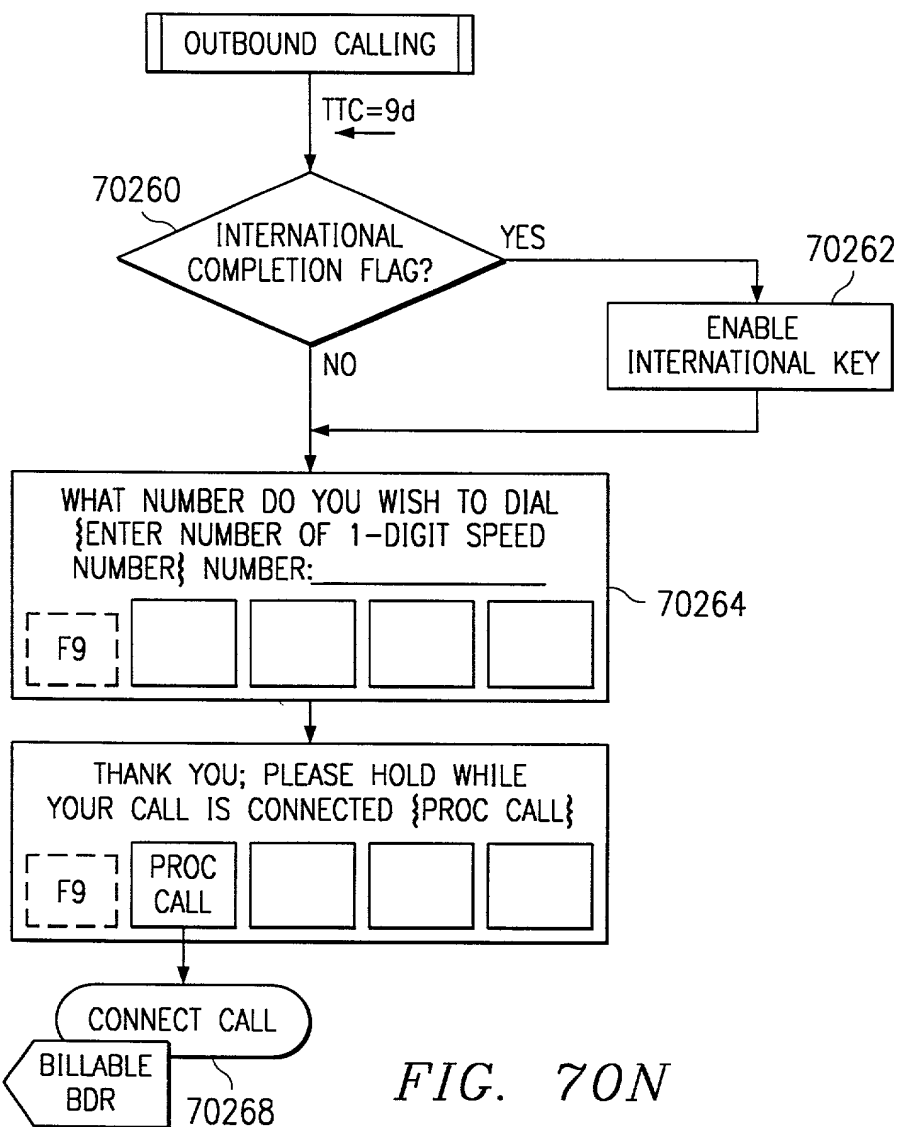 OUTBOUND CALLING
TTC=9d
70260
INTERNATIONAL
COMPLETION FLAG?
YES
70262
ENABLE
INTERNATIONAL KEY
NO
WHAT NUMBER DO YOU WISH TO DIAL
{ENTER NUMBER OF 1-DIGIT SPEED
NUMBER} NUMBER:
70264
F9
THANK YOU; PLEASE HOLD WHILE
YOUR CALL IS CONNECTED {PROC CALL}
F9
PROC
CALL
CONNECT CALL
BILLABLE
BDR
70268
FIG. 70N